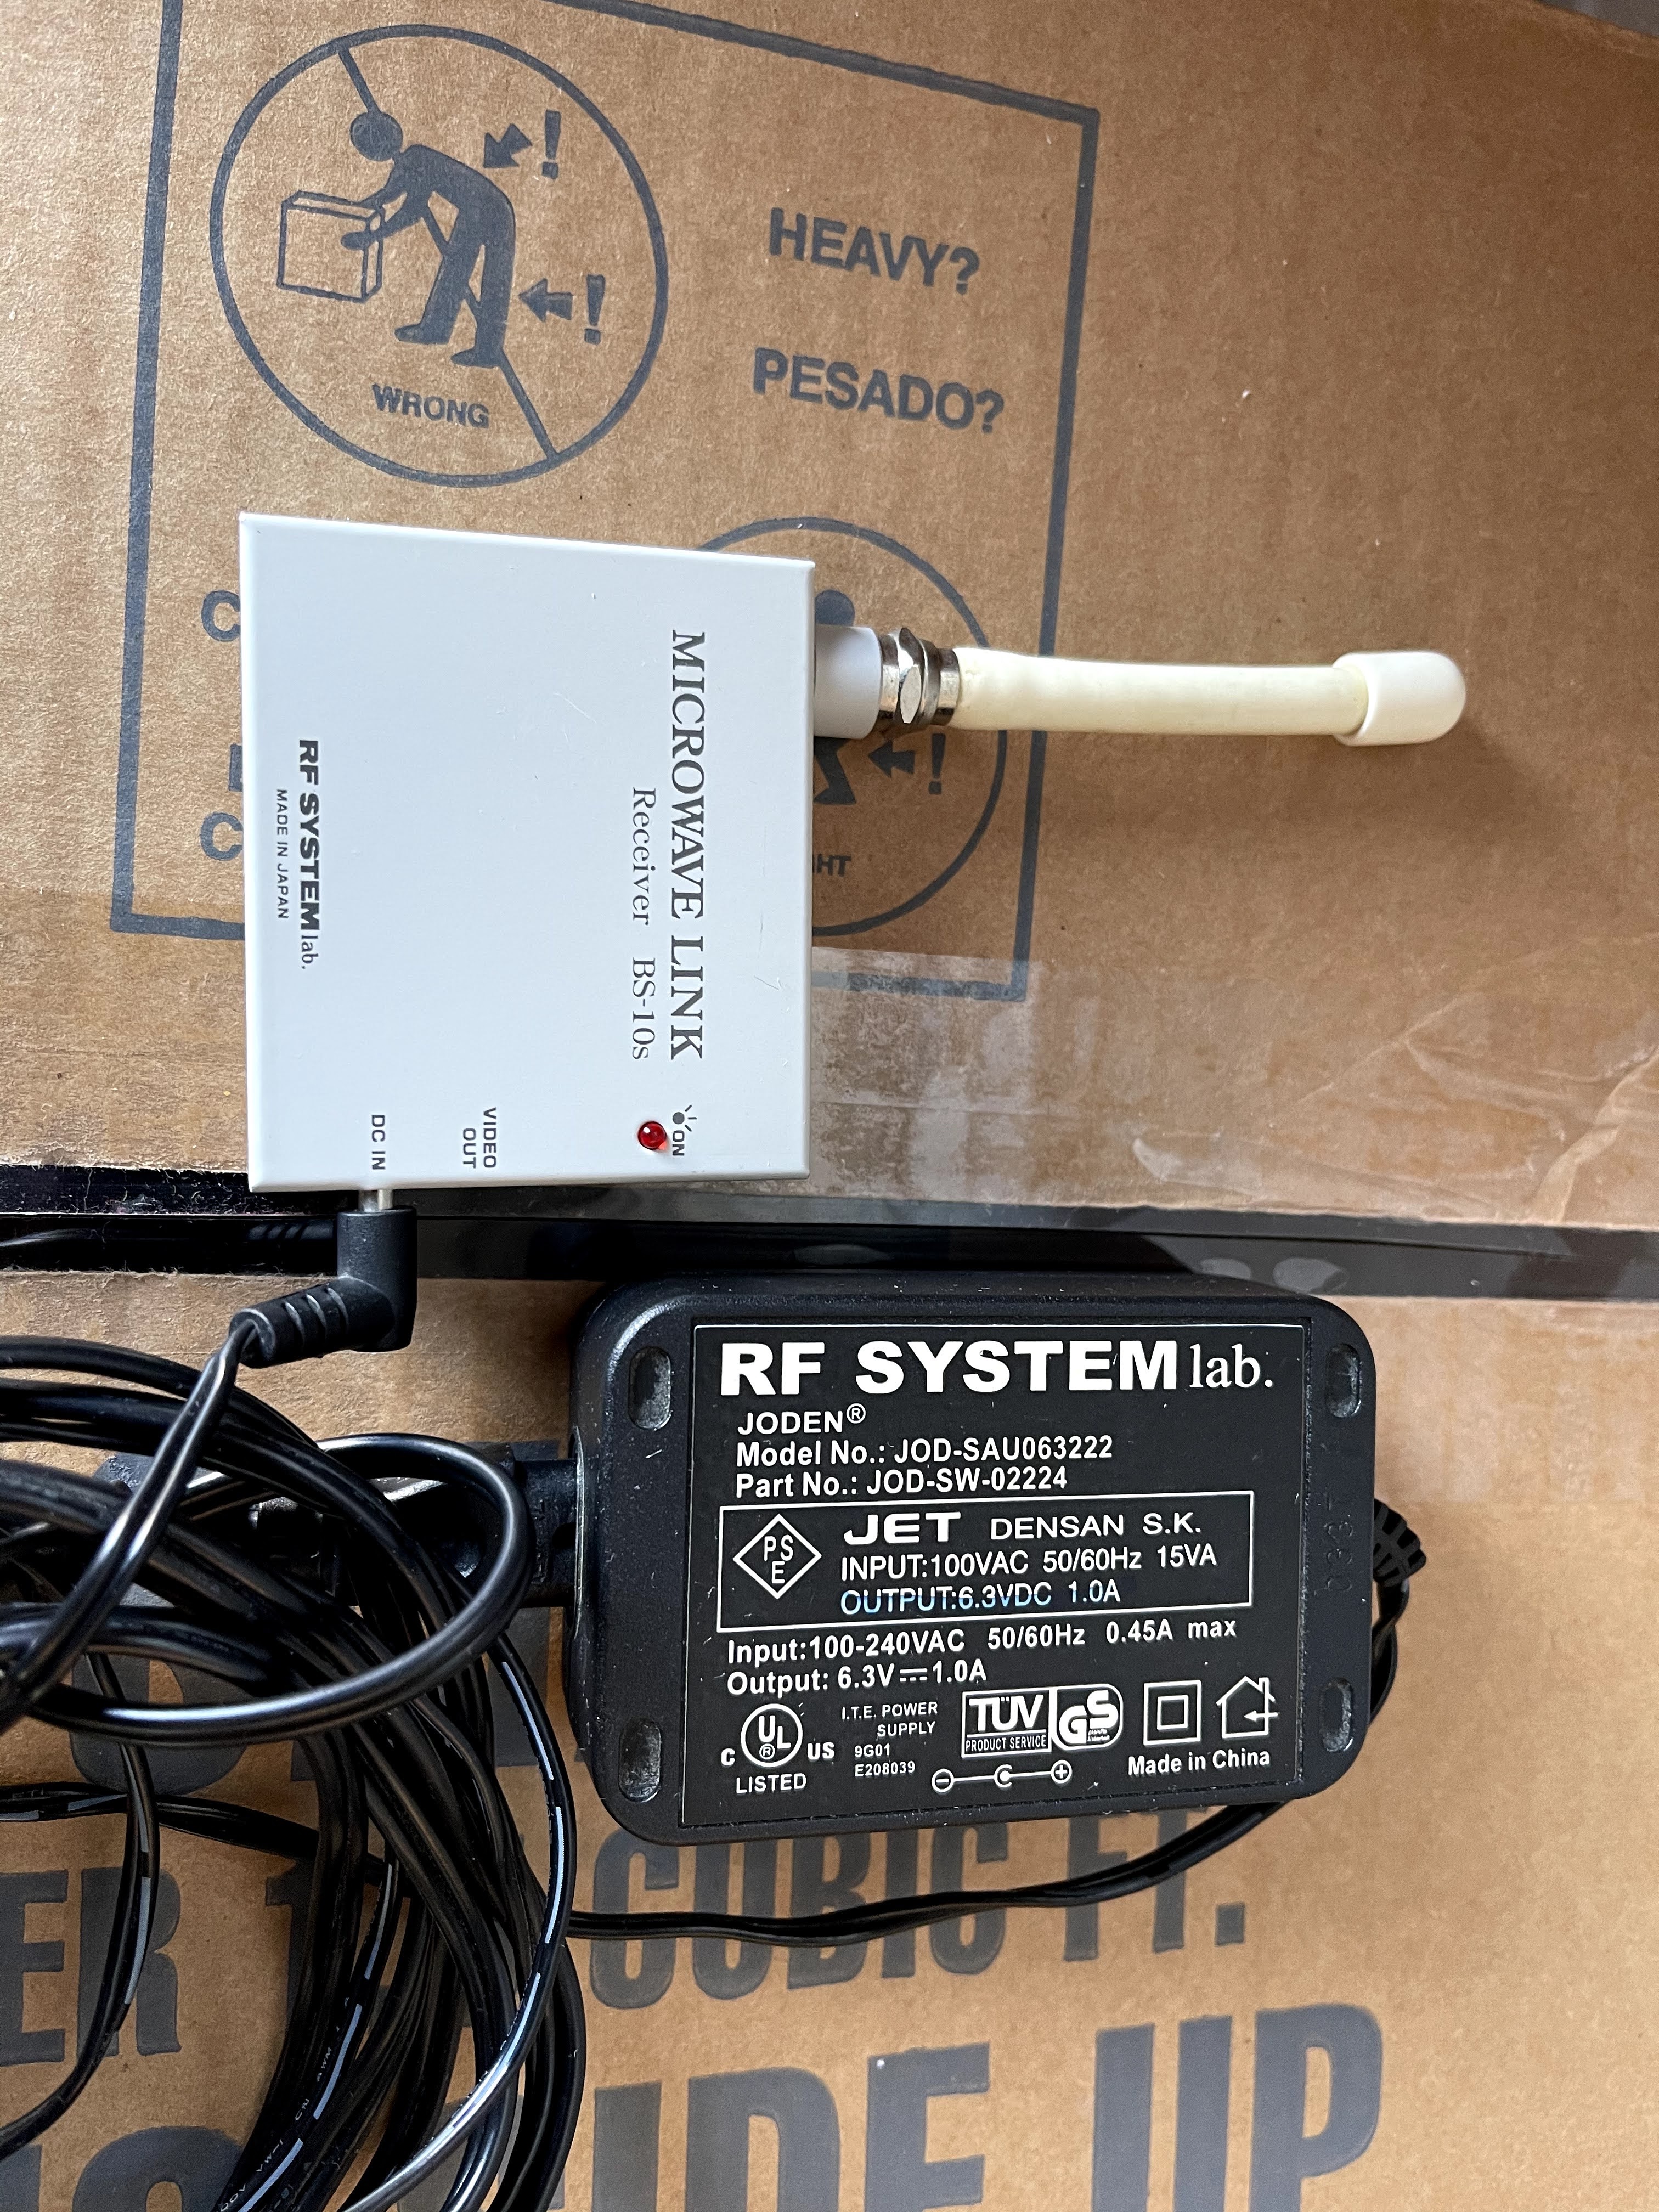 HEAVY?
PESADO?
WRONG
MICROWAVE LINK
Receiver BS-10s
ON
VIDEO
OUT
DC IN
RF SYSTEM lab.
MADE IN JAPAN
RF SYSTEM lab.
JODEN®
Model No.: JOD-SAU063222
Part No.: JOD-SW-02224
PSE
JET DENSAN S.K.
INPUT:100VAC 50/60Hz 15VA
OUTPUT:6.3VDC 1.0A
Input:100-240VAC 50/60Hz 0.45A max
Output: 6.3V⎓1.0A
C UL® US
LISTED
I.T.E. POWER
SUPPLY
9G01
E208039
TÜV
PRODUCT SERVICE
GS
Made in China
CUBIC FT.
UP